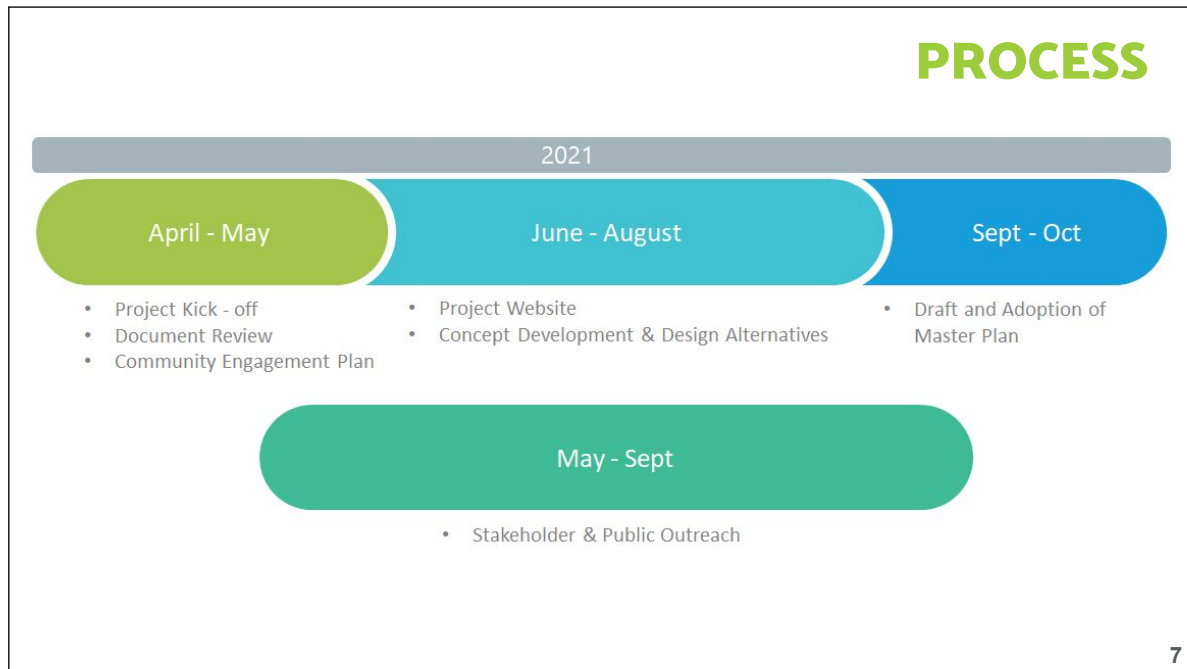 PROCESS
2021
April - May
June - August
Sept - Oct
• Project Kick - off
• Document Review
• Community Engagement Plan
• Project Website
• Concept Development & Design Alternatives
• Draft and Adoption of
Master Plan
May - Sept
• Stakeholder & Public Outreach
7